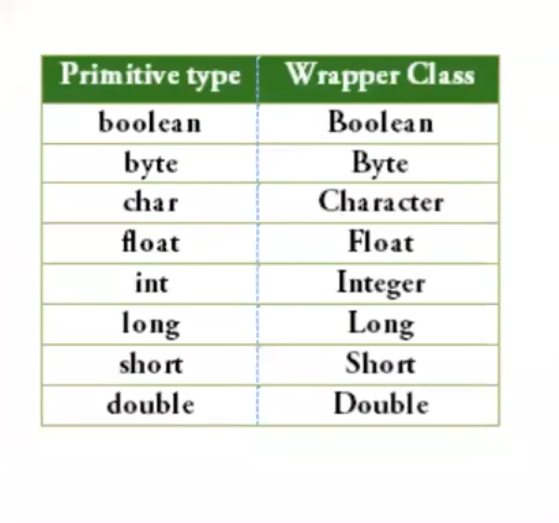 Primitive type Wrapper Class
boolean Boolean
byte Byte
char Character
float Float
int Integer
long Long
short Short
double Double